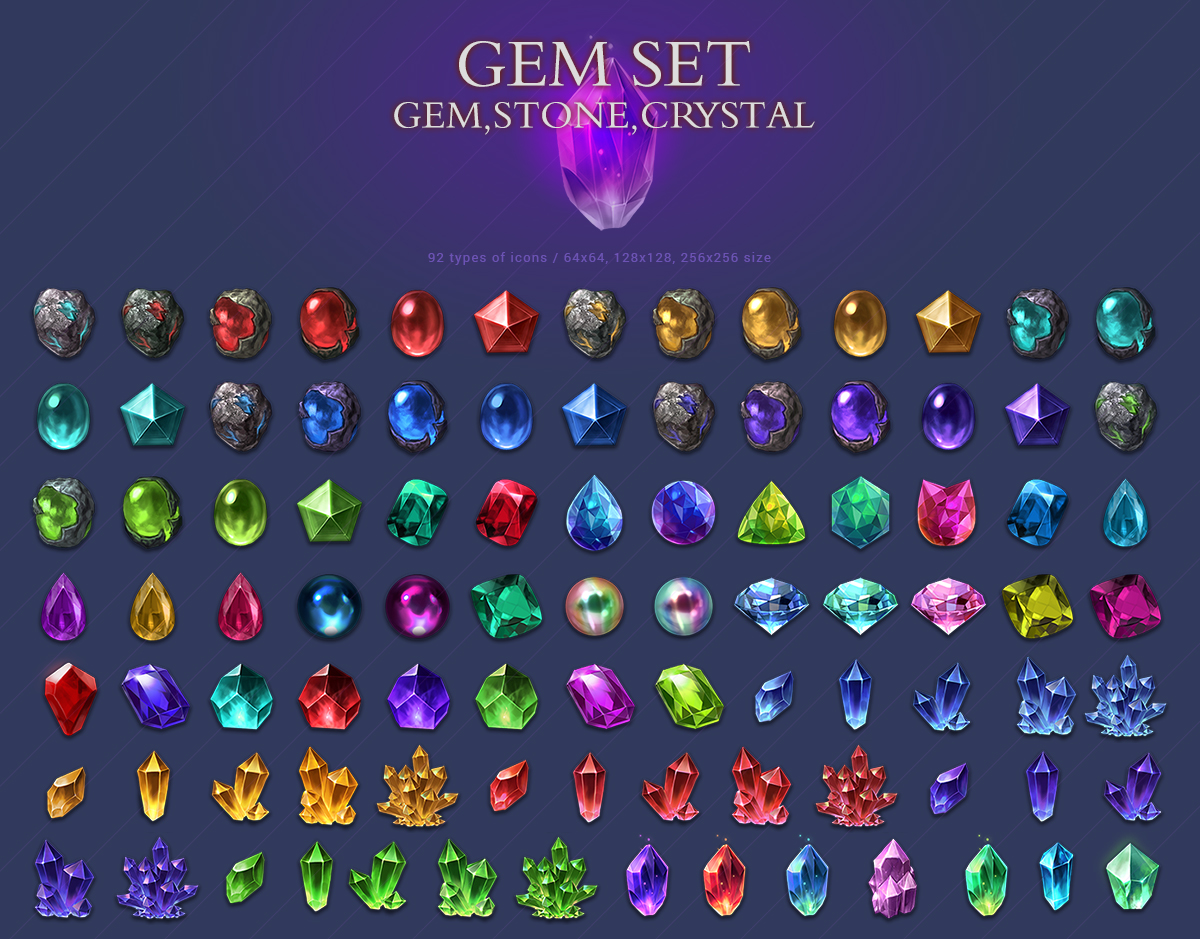 GEM SET
GEM,STONE,CRYSTAL
92 types of icons / 64x64, 128x128, 256x256 size